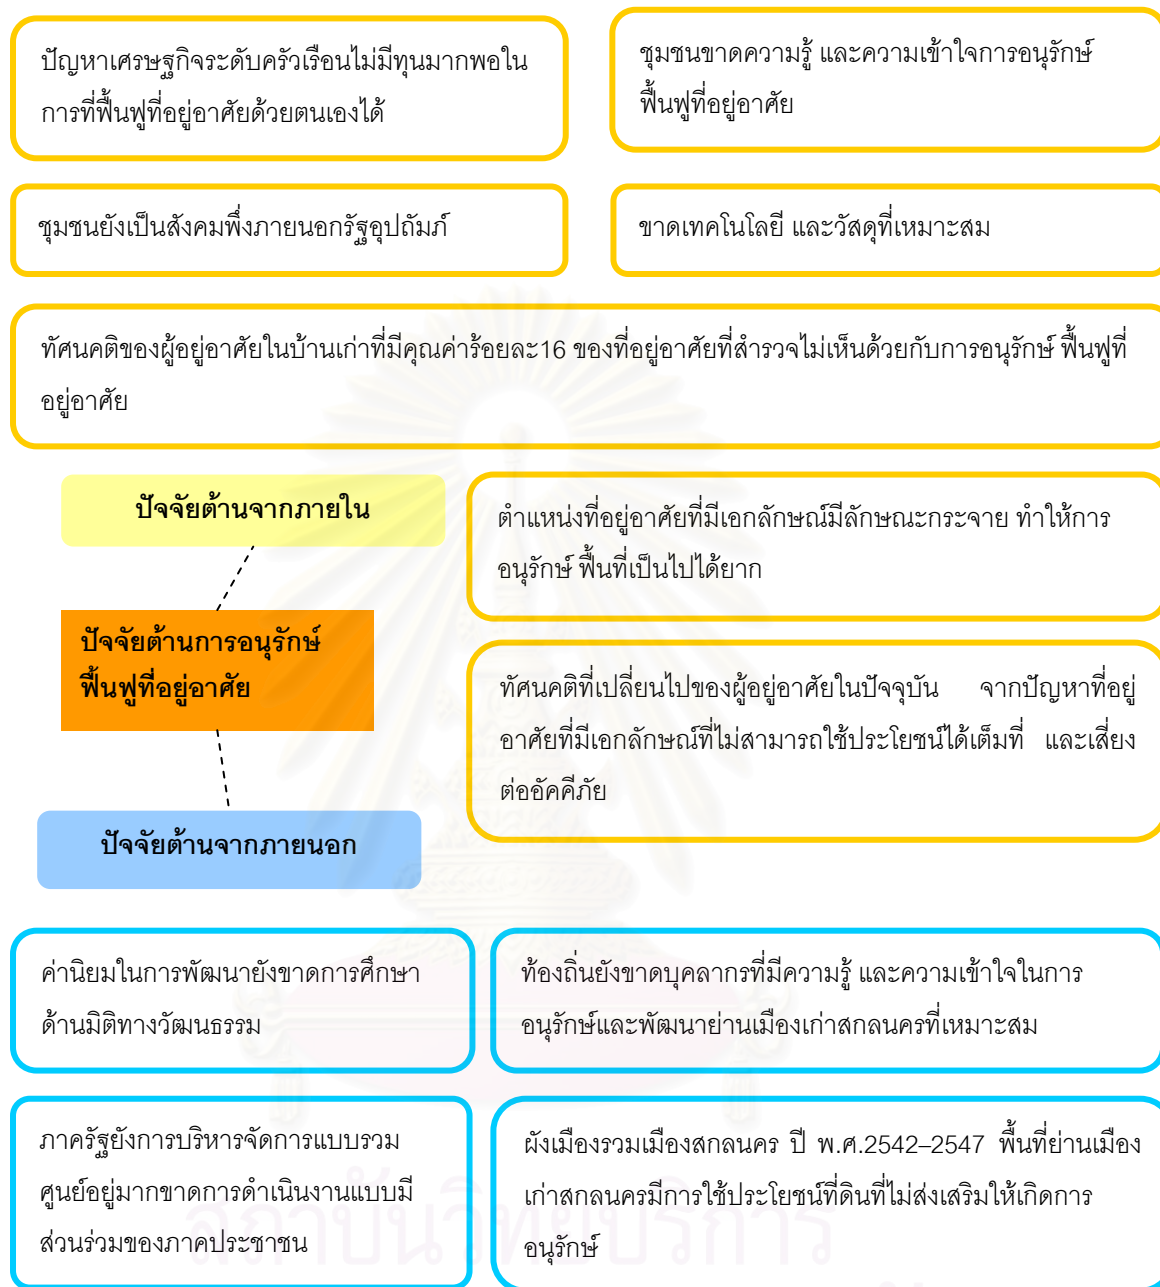 ปัญหาเศรษฐกิจระดับครัวเรือนไม่มีทุนมากพอใน
การที่ฟื้นฟูที่อยู่อาศัยด้วยตนเองได้
ชุมชนขาดความรู้ และความเข้าใจการอนุรักษ์
ฟื้นฟูที่อยู่อาศัย
ชุมชนยังเป็นสังคมพึ่งภายนอกรัฐอุปถัมภ์
ขาดเทคโนโลยี และวัสดุที่เหมาะสม
ทัศนคติของผู้อยู่อาศัยในบ้านเก่าที่มีคุณค่าร้อยละ16 ของที่อยู่อาศัยที่สำรวจไม่เห็นด้วยกับการอนุรักษ์ ฟื้นฟูที่
อยู่อาศัย
ปัจจัยต้านจากภายใน
ตำแหน่งที่อยู่อาศัยที่มีเอกลักษณ์มีลักษณะกระจาย ทำให้การ
อนุรักษ์ ฟื้นที่เป็นไปได้ยาก
ปัจจัยต้านการอนุรักษ์
ฟื้นฟูที่อยู่อาศัย
ทัศนคติที่เปลี่ยนไปของผู้อยู่อาศัยในปัจจุบัน จากปัญหาที่อยู่
อาศัยที่มีเอกลักษณ์ที่ไม่สามารถใช้ประโยชน์ได้เต็มที่ และเสี่ยง
ต่ออัคคีภัย
ปัจจัยต้านจากภายนอก
ค่านิยมในการพัฒนายังขาดการศึกษา
ด้านมิติทางวัฒนธรรม
ท้องถิ่นยังขาดบุคลากรที่มีความรู้ และความเข้าใจในการ
อนุรักษ์และพัฒนาย่านเมืองเก่าสกลนครที่เหมาะสม
ภาครัฐยังการบริหารจัดการแบบรวม
ศูนย์อยู่มากขาดการดำเนินงานแบบมี
ส่วนร่วมของภาคประชาชน
ผังเมืองรวมเมืองสกลนคร ปี พ.ศ.2542–2547 พื้นที่ย่านเมือง
เก่าสกลนครมีการใช้ประโยชน์ที่ดินที่ไม่ส่งเสริมให้เกิดการ
อนุรักษ์
สถาบันวิทยบริการ